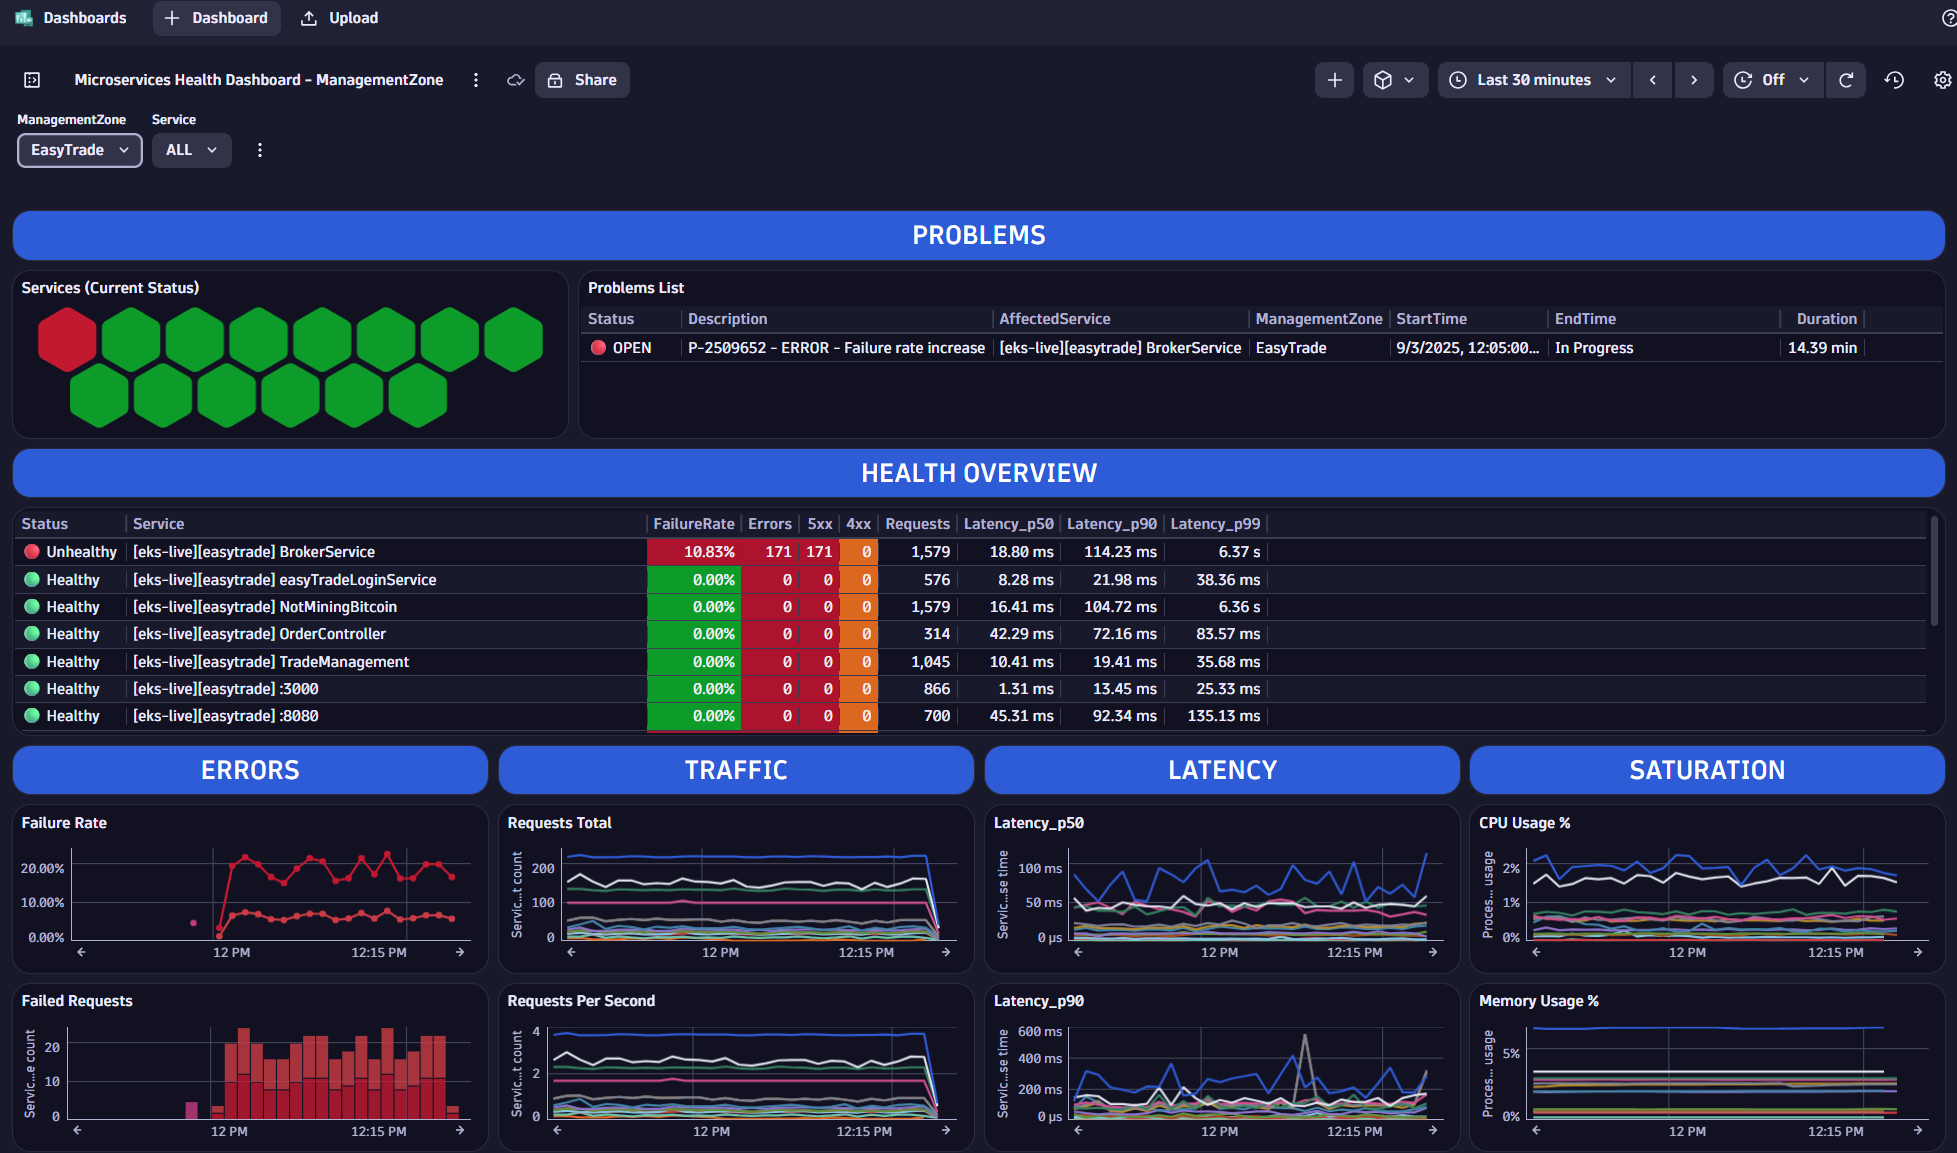 Dashboards Dashboard Upload
Microservices Health Dashboard - ManagementZone Share Last 30 minutes Off
ManagementZone Service
EasyTrade ALL
PROBLEMS
Services (Current Status)
Problems List
Status Description AffectedService ManagementZone StartTime EndTime Duration
OPEN P-2509652 - ERROR - Failure rate increase [eks-live][easytrade] BrokerService EasyTrade 9/3/2025, 12:05:00... In Progress 14.39 min
HEALTH OVERVIEW
Status Service FailureRate Errors 5xx 4xx Requests Latency_p50 Latency_p90 Latency_p99
Unhealthy [eks-live][easytrade] BrokerService 10.83% 171 171 0 1,579 18.80 ms 114.23 ms 6.37 s
Healthy [eks-live][easytrade] easyTradeLoginService 0.00% 0 0 0 576 8.28 ms 21.98 ms 38.36 ms
Healthy [eks-live][easytrade] NotMiningBitcoin 0.00% 0 0 0 1,579 16.41 ms 104.72 ms 6.36 s
Healthy [eks-live][easytrade] OrderController 0.00% 0 0 0 314 42.29 ms 72.16 ms 83.57 ms
Healthy [eks-live][easytrade] TradeManagement 0.00% 0 0 0 1,045 10.41 ms 19.41 ms 35.68 ms
Healthy [eks-live][easytrade] :3000 0.00% 0 0 0 866 1.31 ms 13.45 ms 25.33 ms
Healthy [eks-live][easytrade] :8080 0.00% 0 0 0 700 45.31 ms 92.34 ms 135.13 ms
ERRORS
Failure Rate
20.00%
10.00%
0.00%
12 PM 12:15 PM
Failed Requests
Servic...e count
20
10
0
12 PM 12:15 PM
TRAFFIC
Requests Total
Servic...t count
200
100
0
12 PM 12:15 PM
Requests Per Second
Servic...t count
4
2
0
12 PM 12:15 PM
LATENCY
Latency_p50
Servic...se time
100 ms
50 ms
0 µs
12 PM 12:15 PM
Latency_p90
Servic...se time
600 ms
400 ms
200 ms
0 µs
12 PM 12:15 PM
SATURATION
CPU Usage %
Proces... usage
2%
1%
0%
12 PM 12:15 PM
Memory Usage %
Proces... usage
5%
0%
12 PM 12:15 PM